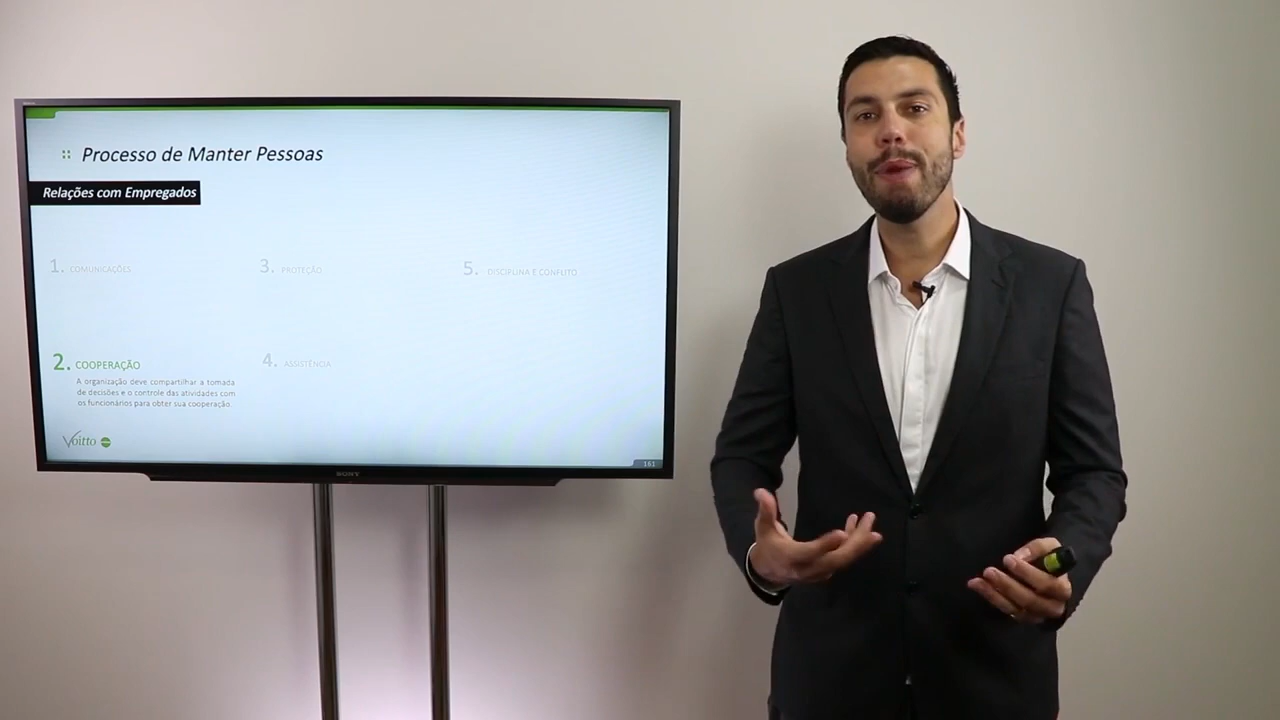 Processo de Manter Pessoas
Relações com Empregados
1. COMUNICAÇÕES
3. PROTEÇÃO
5. DISCIPLINA E CONFLITO
2. COOPERAÇÃO
A organização deve compartilhar a tomada
de decisões e o controle das atividades com
os funcionários para obter sua cooperação.
4. ASSISTÊNCIA
Voitto
151
SONY